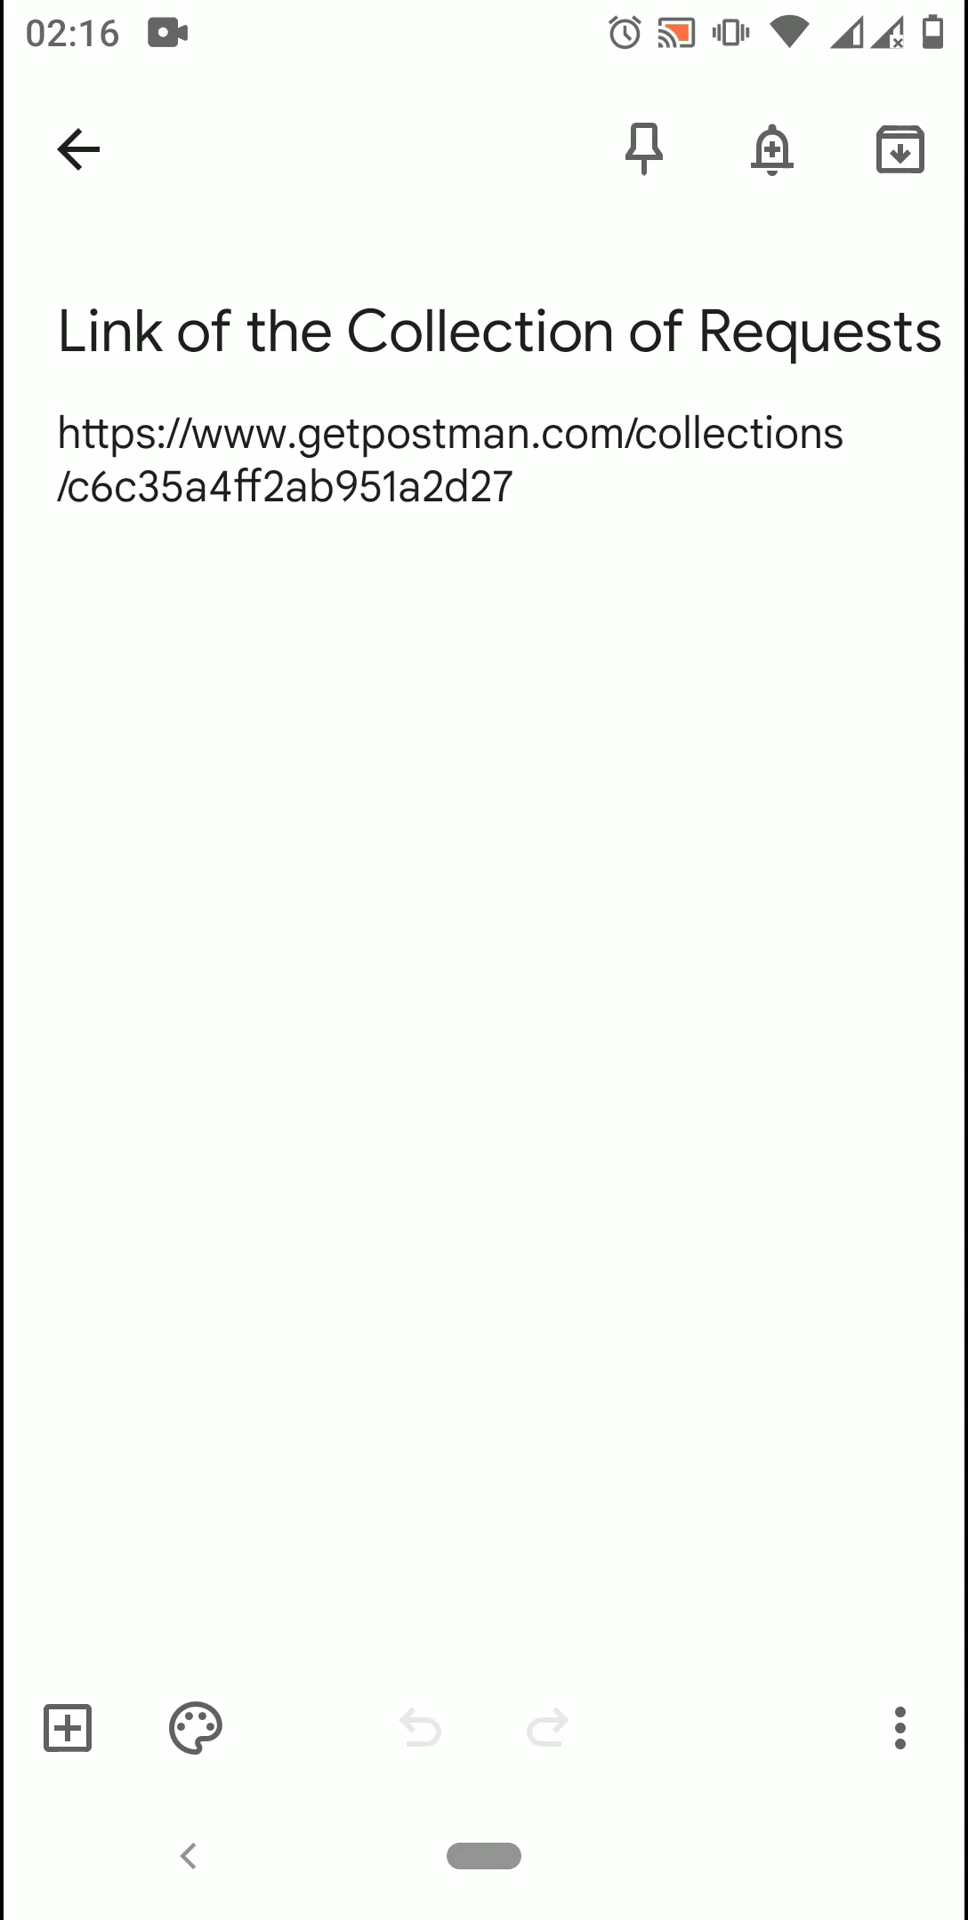 02:16
Link of the Collection of Requests
https://www.getpostman.com/collections
/c6c35a4ff2ab951a2d27